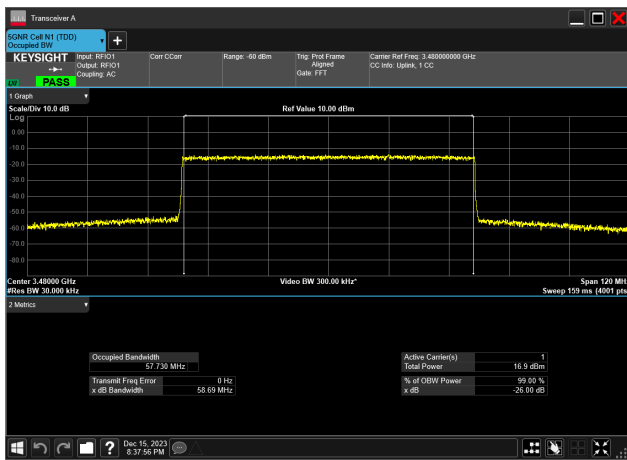 Transceiver A
5GNR Cell N1 (TDD)
Occupied BW
KEYSIGHT
Input: RFIO1
Output: RFIO1
Coupling: AC
Corr CCorr
Range: -60 dBm
Trig: Prot Frame
Aligned
Gate: FFT
Carrier Ref Freq: 3.480000000 GHz
CC Info: Uplink, 1 CC
PASS
1 Graph
Scale/Div 10.0 dB
Ref Value 10.00 dBm
Log
0.00
-10.0
-20.0
-30.0
-40.0
-50.0
-60.0
-70.0
-80.0
Center 3.48000 GHz
Video BW 300.00 kHz*
Span 120 MH
#Res BW 30.000 kHz
Sweep 159 ms (4001 pts
2 Metrics
Occupied Bandwidth
57.730 MHz
Active Carrier(s) 1
Total Power 16.9 dBm
Transmit Freq Error 0 Hz
x dB Bandwidth 58.69 MHz
% of OBW Power 99.00 %
x dB -26.00 dB
Dec 15, 2023
8:37:56 PM